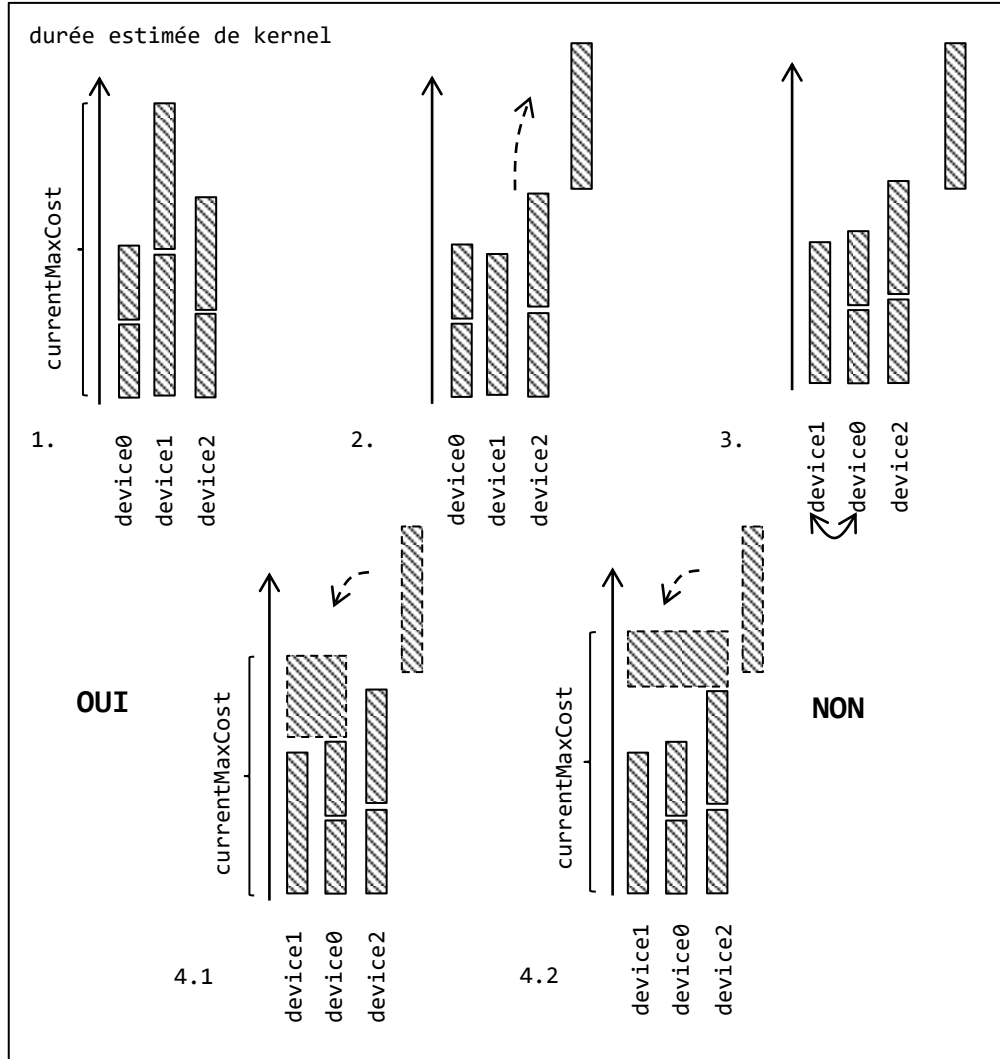 durée estimée de kernel
currentMaxCost
1.
device0
device1
device2
2.
device0
device1
device2
3.
device1
device0
device2
OUI
currentMaxCost
4.1
device1
device0
device2
NON
currentMaxCost
4.2
device1
device0
device2